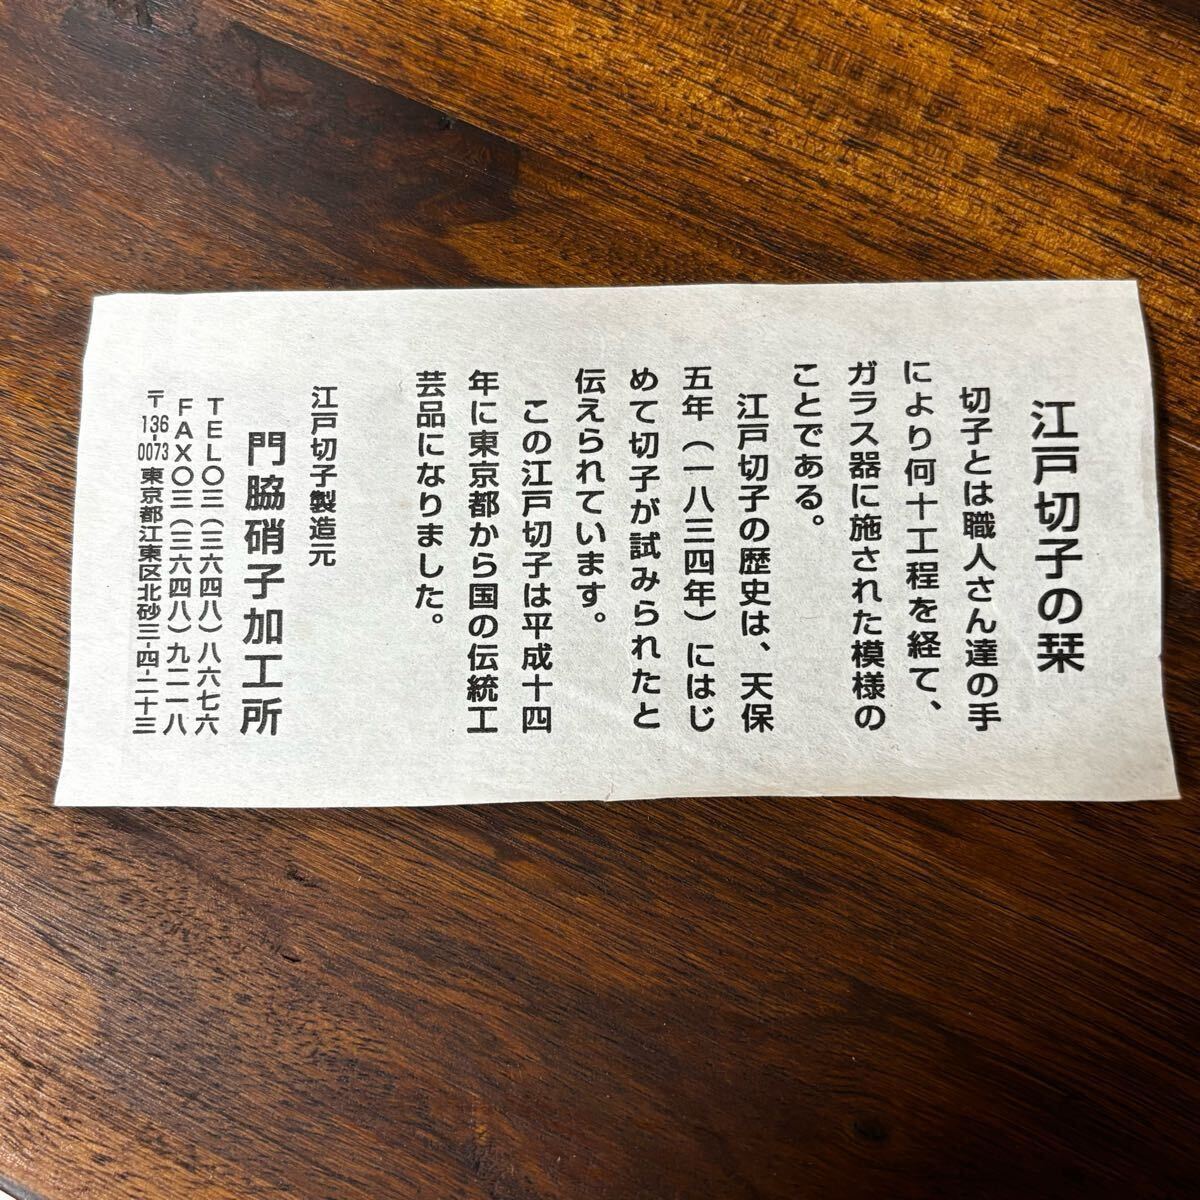 江戸切子の栞
切子とは職人さん達の手
により何十工程を経て、
ガラス器に施された模様の
ことである。
江戸切子の歴史は、天保
五年（一八三四年）にはじ
めて切子が試みられたと
伝えられています。
この江戸切子は平成十四
年に東京都から国の伝統工
芸品になりました。
江戸切子製造元
門脇硝子加工所
TEL〇三（三六四八）八六七六
FAX〇三（三六四八）九二一八
〒136-0073東京都江東区北砂三-四-二十三